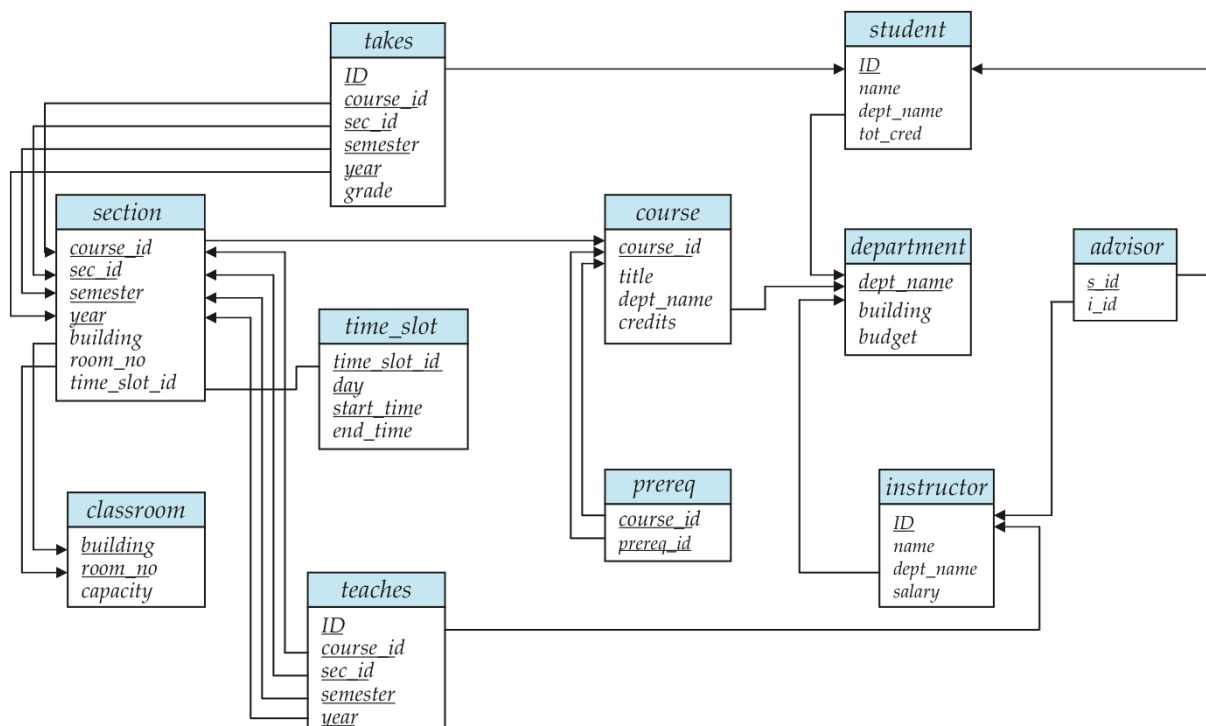 takes
ID
course_id
sec_id
semester
year
grade
student
ID
name
dept_name
tot_cred
section
course_id
sec_id
semester
year
building
room_no
time_slot_id
course
course_id
title
dept_name
credits
department
dept_name
building
budget
advisor
s_id
i_id
time_slot
time_slot_id
day
start_time
end_time
prereq
course_id
prereq_id
instructor
ID
name
dept_name
salary
classroom
building
room_no
capacity
teaches
ID
course_id
sec_id
semester
year